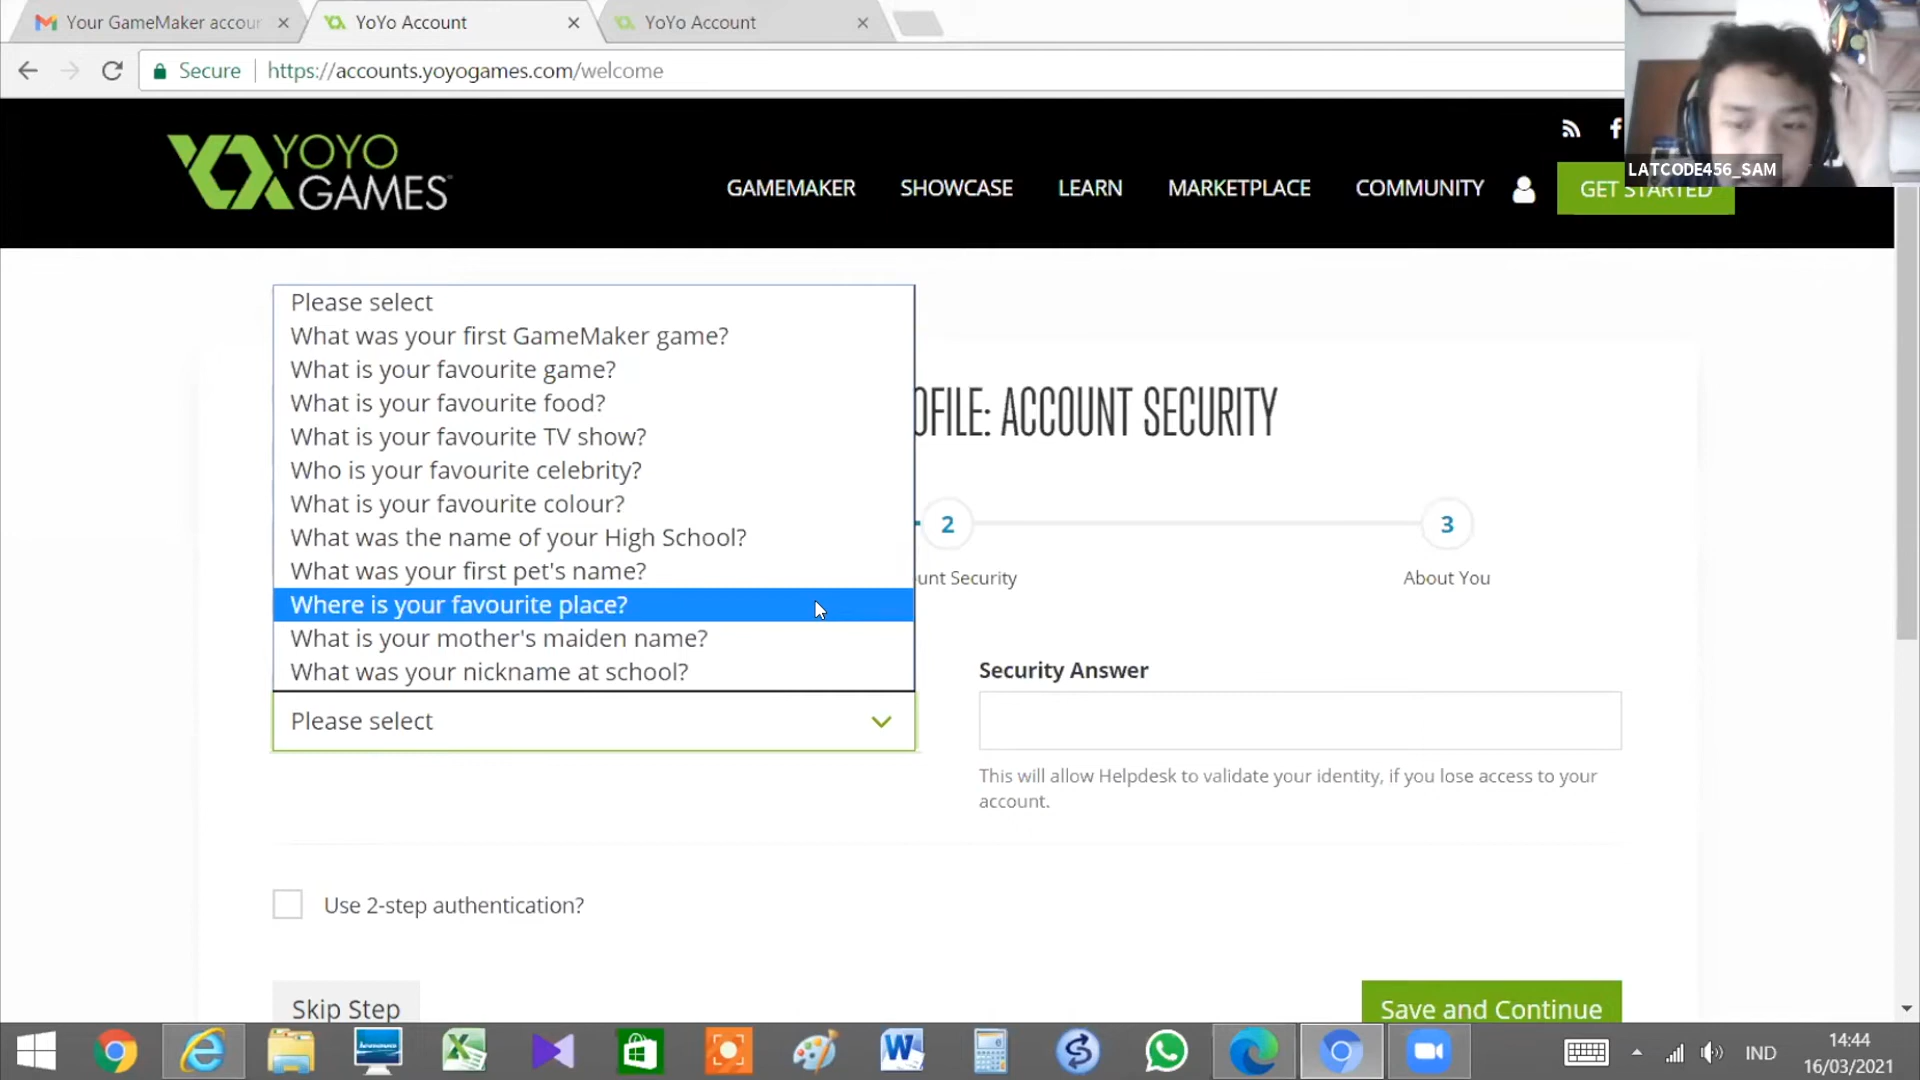 Your GameMaker accour
YoYo Account
YoYo Account
Secure
https://accounts.yoyogames.com/welcome
YOYO
GAMES
GAMEMAKER
SHOWCASE
LEARN
MARKETPLACE
COMMUNITY
GET STARTED
LATCODE456_SAM
Please select
What was your first GameMaker game?
What is your favourite game?
What is your favourite food?
What is your favourite TV show?
Who is your favourite celebrity?
What is your favourite colour?
What was the name of your High School?
What was your first pet's name?
Where is your favourite place?
What is your mother's maiden name?
What was your nickname at school?
Please select
OFILE: ACCOUNT SECURITY
2
3
unt Security
About You
Security Answer
This will allow Helpdesk to validate your identity, if you lose access to your
account.
Use 2-step authentication?
Skip Step
Save and Continue
IND
14:44
16/03/2021